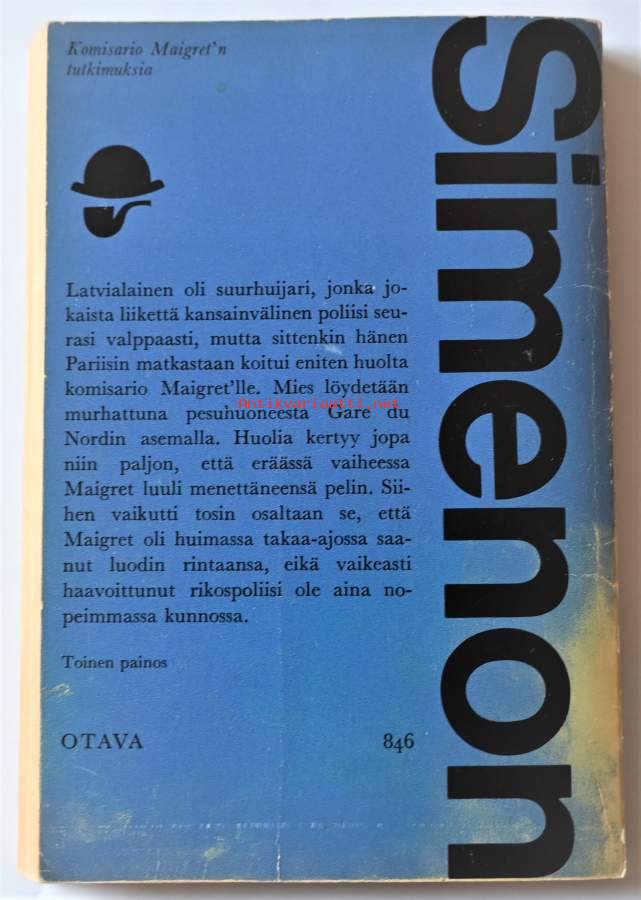 Komisario Maigret'n
tutkimuksia
Simenon
Latvialainen oli suurhuijari, jonka jo-
kaista liikettä kansainvälinen poliisi seu-
rasi valppaasti, mutta sittenkin hänen
Pariisin matkastaan koitui eniten huolta
komisario Maigret'lle. Mies löydetään
murhattuna pesuhuoneesta Gare du
Antikvariaatti.net
Nordin asemalla. Huolia kertyy jopa
niin paljon, että eräässä vaiheessa
Maigret luuli menettäneensä pelin. Sii-
hen vaikutti tosin osaltaan se, että
Maigret oli huimassa takaa-ajossa saa-
nut luodin rintaansa, eikä vaikeasti
haavoittunut rikospoliisi ole aina no-
peimmassa kunnossa.
Toinen painos
OTAVA 846